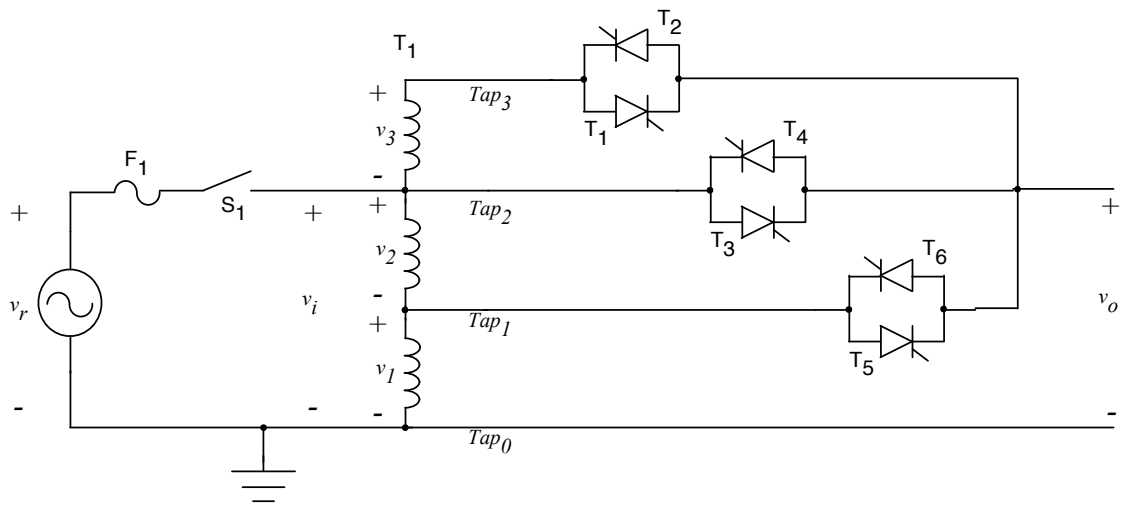 T2
T1
+
Tap3
v3
T1
T4
F1
-
+
S1
+
+
Tap2
+
v2
T3
T6
vr
vi
-
vo
+
Tap1
v1
T5
-
-
-
-
Tap0